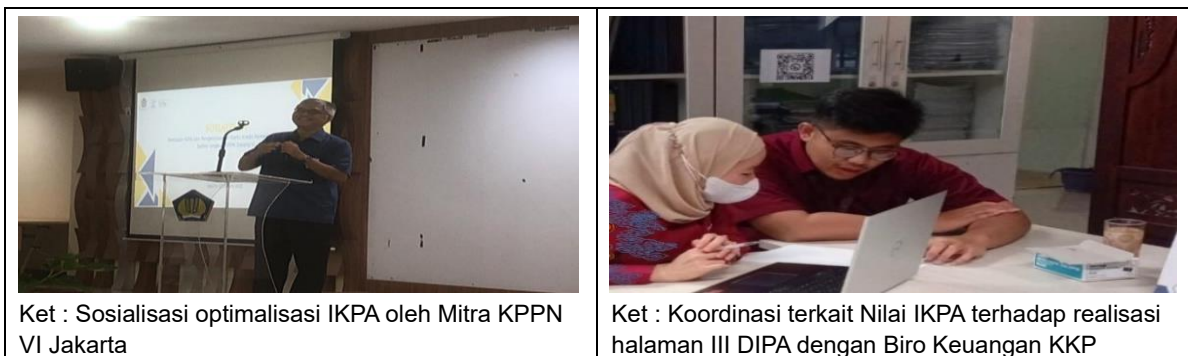 Ket : Sosialisasi optimalisasi IKPA oleh Mitra KPPN
VI Jakarta
Ket : Koordinasi terkait Nilai IKPA terhadap realisasi
halaman III DIPA dengan Biro Keuangan KKP